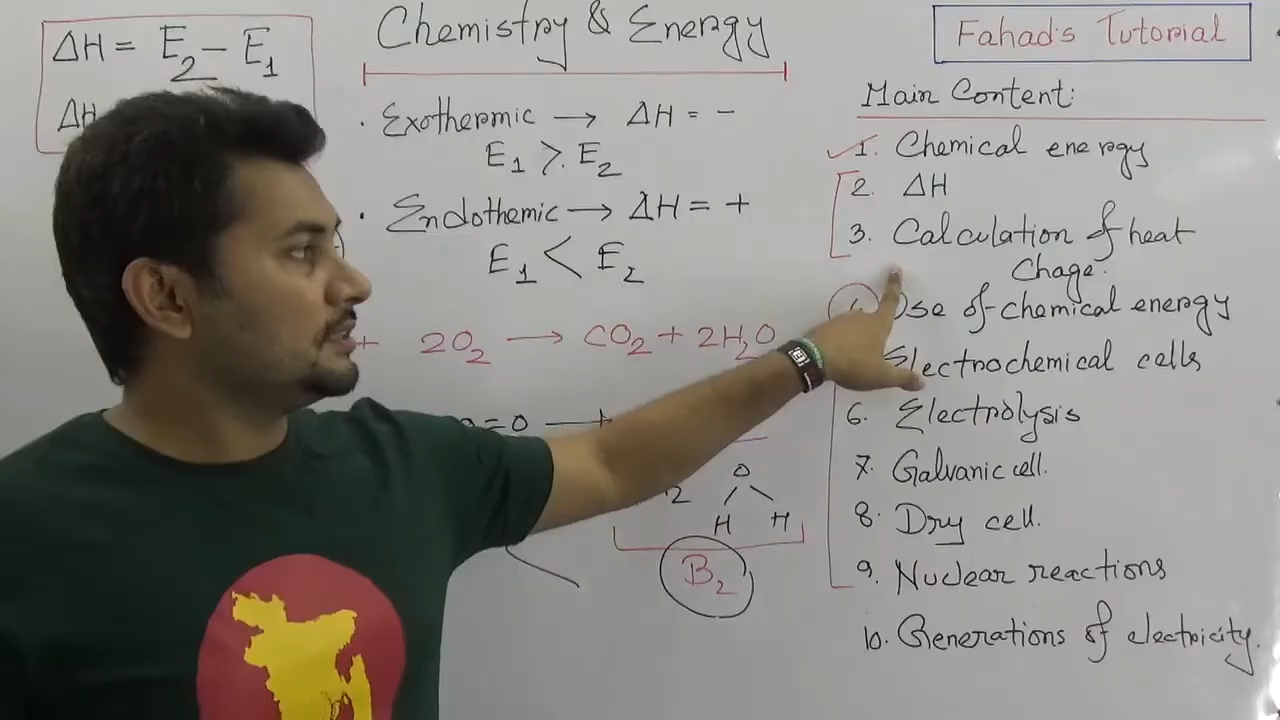 ΔH = E₂ - E₁
ΔH
Chemistry & Energy
· Exothermic → ΔH = -
E₁ > E₂
· Endothemic → ΔH = +
E₁ < E₂
+ 2O₂ → CO₂ + 2H₂O
=O
2 O
H H
B₂
Fahad's Tutorial
Main Content:
1. Chemical energy
2. ΔH
3. Calculation of heat
Chage.
Use of chemical energy
Electrochemical cells
6. Electrolysis
7. Galvanic cell.
8. Dry cell.
9. Nuclear reactions
10. Generations of electricity.